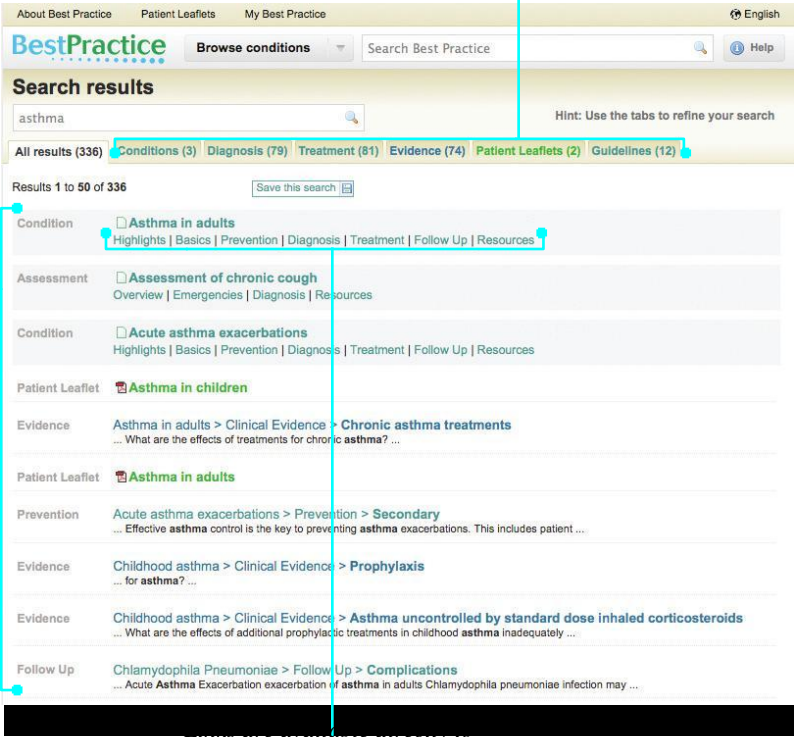 About Best Practice Patient Leaflets My Best Practice English
BestPractice Browse conditions Search Best Practice Help
Search results
asthma Hint: Use the tabs to refine your search
All results (336) Conditions (3) Diagnosis (79) Treatment (81) Evidence (74) Patient Leaflets (2) Guidelines (12)
Results 1 to 50 of 336 Save this search
Condition Asthma in adults
Highlights | Basics | Prevention | Diagnosis | Treatment | Follow Up | Resources
Assessment Assessment of chronic cough
Overview | Emergencies | Diagnosis | Resources
Condition Acute asthma exacerbations
Highlights | Basics | Prevention | Diagnosis | Treatment | Follow Up | Resources
Patient Leaflet Asthma in children
Evidence Asthma in adults > Clinical Evidence > Chronic asthma treatments
... What are the effects of treatments for chronic asthma? ...
Patient Leaflet Asthma in adults
Prevention Acute asthma exacerbations > Prevention > Secondary
... Effective asthma control is the key to preventing asthma exacerbations. This includes patient ...
Evidence Childhood asthma > Clinical Evidence > Prophylaxis
... for asthma? ...
Evidence Childhood asthma > Clinical Evidence > Asthma uncontrolled by standard dose inhaled corticosteroids
... What are the effects of additional prophylactic treatments in childhood asthma inadequately ...
Follow Up Chlamydophila Pneumoniae > Follow Up > Complications
... Acute Asthma Exacerbation exacerbation of asthma in adults Chlamydophila pneumoniae infection may ...